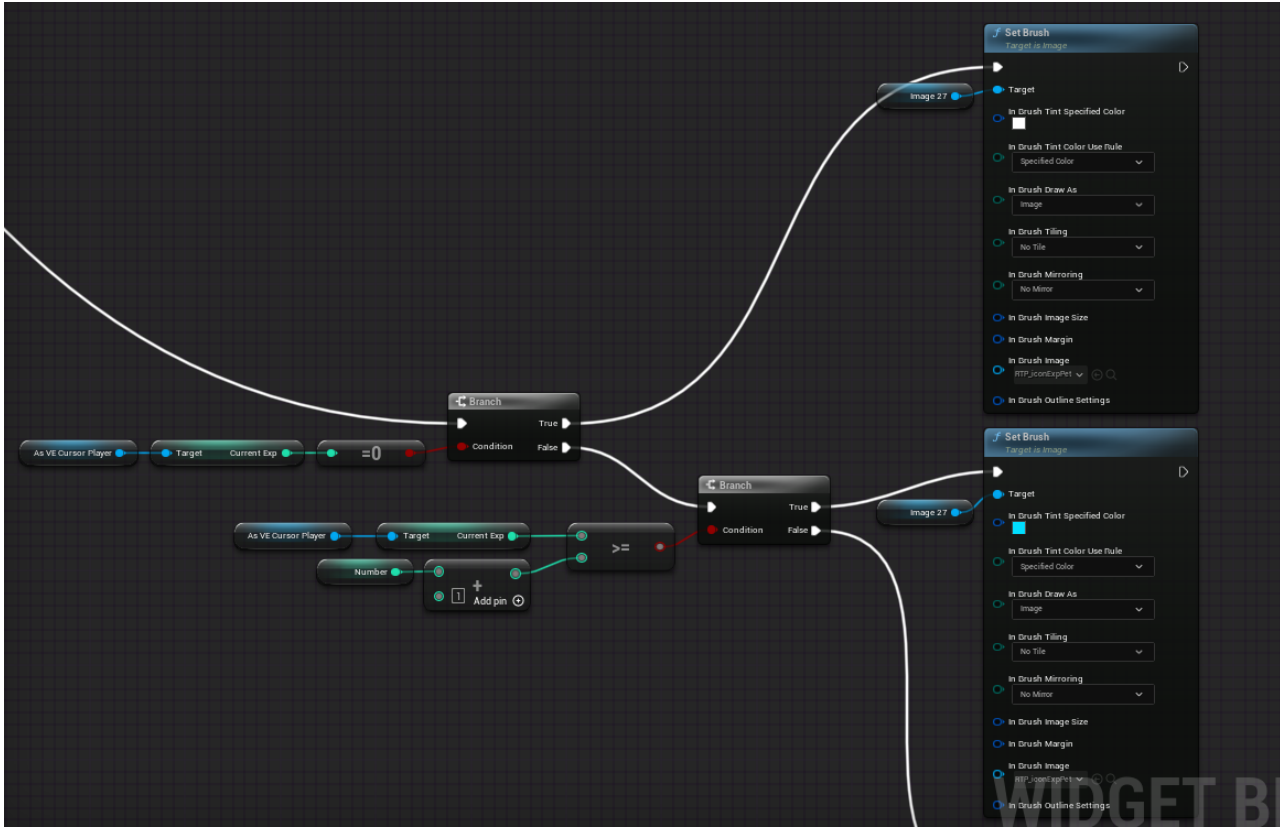 Set Brush
Target is Image
Image 27
Target
In Brush Tint Specified Color
In Brush Tint Color Use Rule
Specified Color
In Brush Draw As
Image
In Brush Tiling
No Tile
In Brush Mirroring
No Mirror
In Brush Image Size
In Brush Margin
In Brush Image
RTP_iconExpPet
In Brush Outline Settings
Branch
True
Condition
False
As VE Cursor Player
Target
Current Exp
=0
Branch
True
Condition
False
As VE Cursor Player
Target
Current Exp
>=
Number
+
1
Add pin
Set Brush
Target is Image
Image 27
Target
In Brush Tint Specified Color
In Brush Tint Color Use Rule
Specified Color
In Brush Draw As
Image
In Brush Tiling
No Tile
In Brush Mirroring
No Mirror
In Brush Image Size
In Brush Margin
In Brush Image
RTP_iconExpPet
In Brush Outline Settings
WIDGET